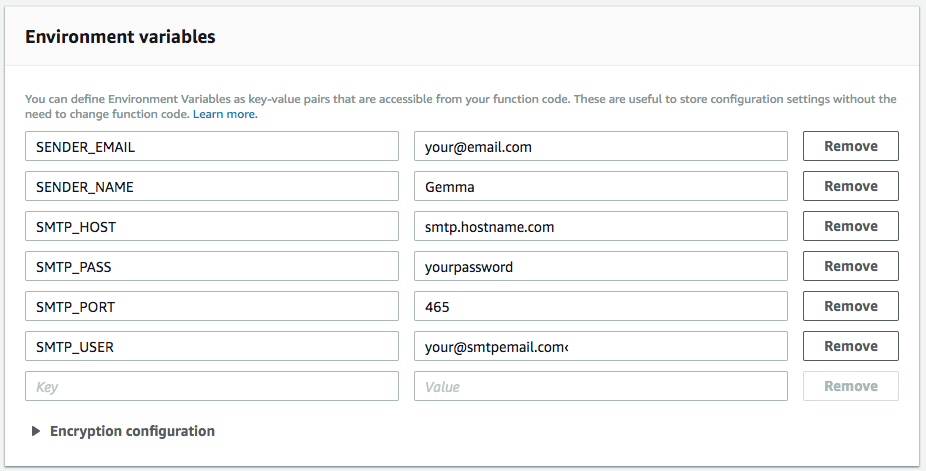 Environment variables
You can define Environment Variables as key-value pairs that are accessible from your function code. These are useful to store configuration settings without the
need to change function code. Learn more.
SENDER_EMAIL your@email.com Remove
SENDER_NAME Gemma Remove
SMTP_HOST smtp.hostname.com Remove
SMTP_PASS yourpassword Remove
SMTP_PORT 465 Remove
SMTP_USER your@smtpemail.com‹ Remove
Key Value Remove
Encryption configuration